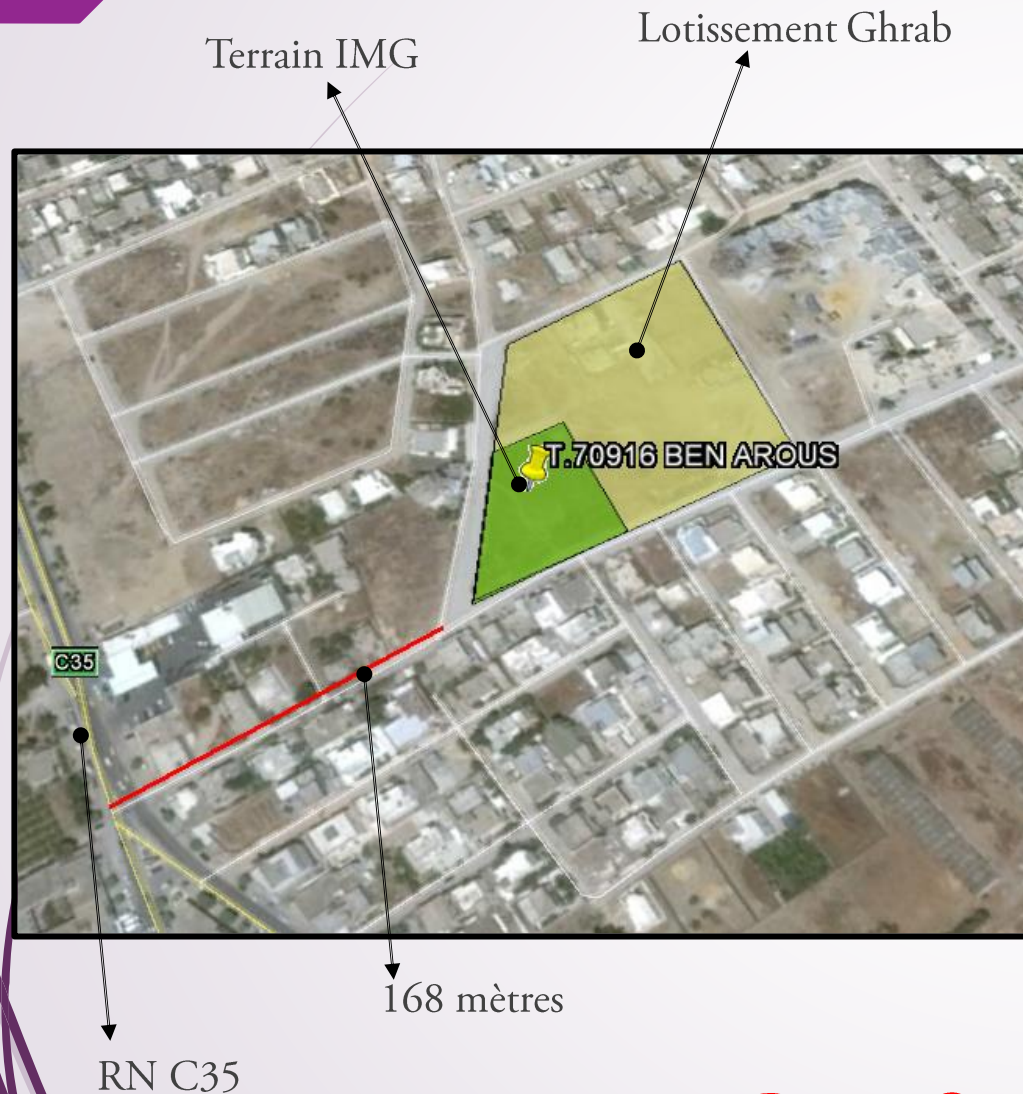 Lotissement Ghrab
Terrain IMG
T.70916 BEN AROUS
C35
168 mètres
RN C35